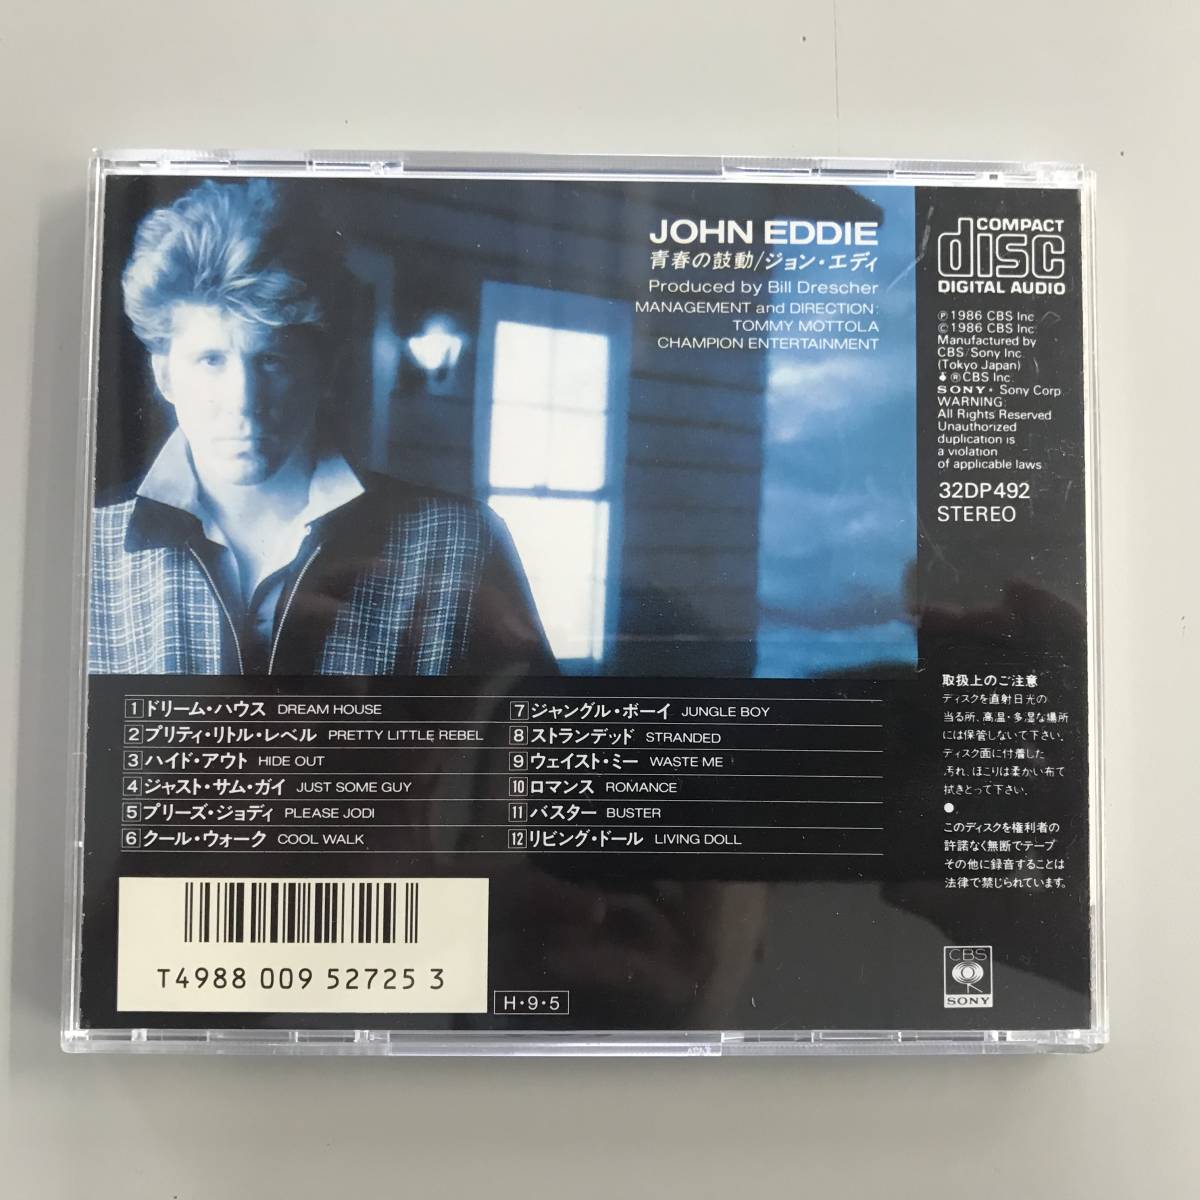 JOHN EDDIE
青春の鼓動/ジョン・エディ
Produced by Bill Drescher
MANAGEMENT and DIRECTION:
TOMMY MOTTOLA
CHAMPION ENTERTAINMENT
COMPACT
disc
DIGITAL AUDIO
Ⓟ1986 CBS Inc.
©1986 CBS Inc.
Manufactured by
CBS/Sony Inc.
(Tokyo Japan)
®CBS Inc.
SONY・Sony Corp.
WARNING:
All Rights Reserved
Unauthorized
duplication is
a violation
of applicable laws
32DP492
STEREO
1 ドリーム・ハウス DREAM HOUSE
2 プリティ・リトル・レベル PRETTY LITTLE REBEL
3 ハイド・アウト HIDE OUT
4 ジャスト・サム・ガイ JUST SOME GUY
5 プリーズ・ジョディ PLEASE JODI
6 クール・ウォーク COOL WALK
7 ジャングル・ボーイ JUNGLE BOY
8 ストランデッド STRANDED
9 ウェイスト・ミー WASTE ME
10 ロマンス ROMANCE
11 バスター BUSTER
12 リビング・ドール LIVING DOLL
取扱上のご注意
ディスクを直射日光の
当る所、高温・多湿な場所
には保管しないで下さい。
ディスク面に付着した
汚れ、ほこりは柔かい布で
拭きとって下さい。
●
このディスクを権利者の
許諾なく無断でテープ
その他に録音することは
法律で禁じられています。
T4988 009 52725 3
H・9・5
CBS
SONY